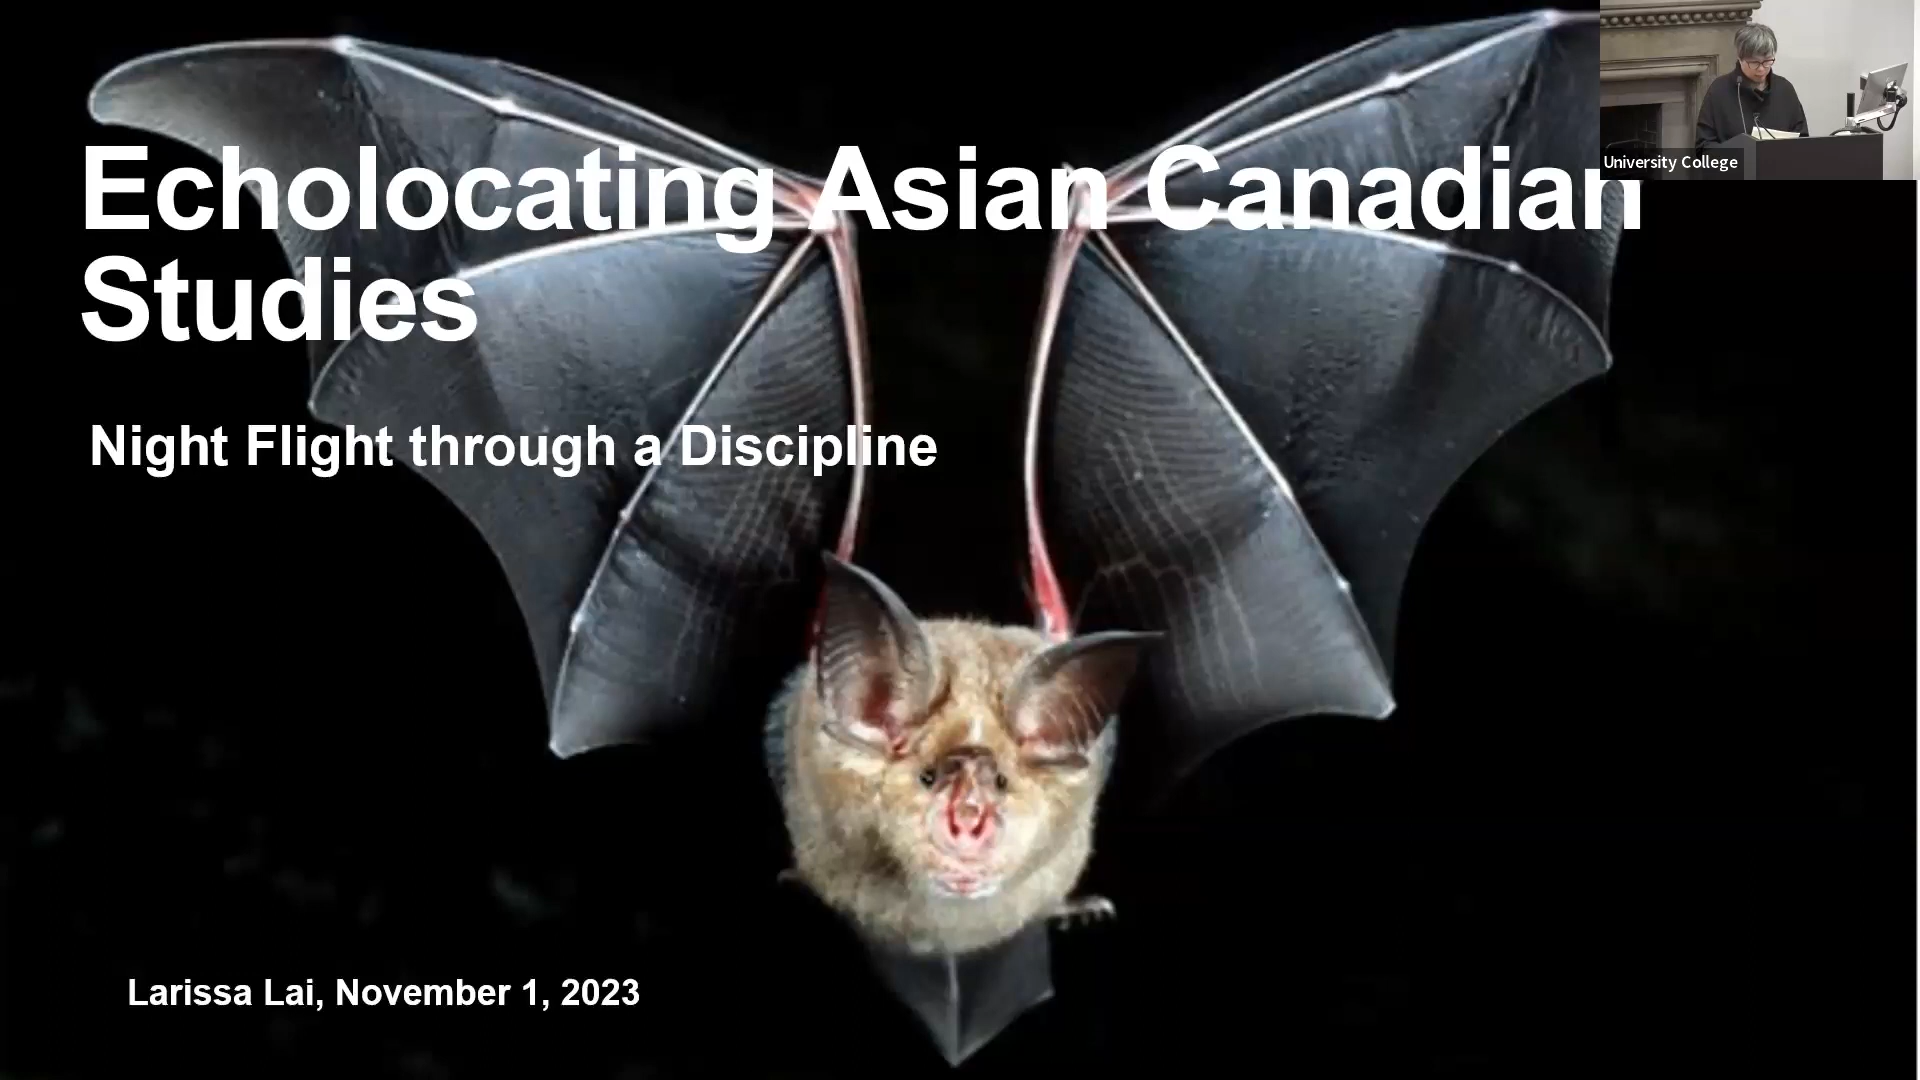 Echolocating Asian Canadian
Studies
University College
Night Flight through a Discipline
Larissa Lai, November 1, 2023